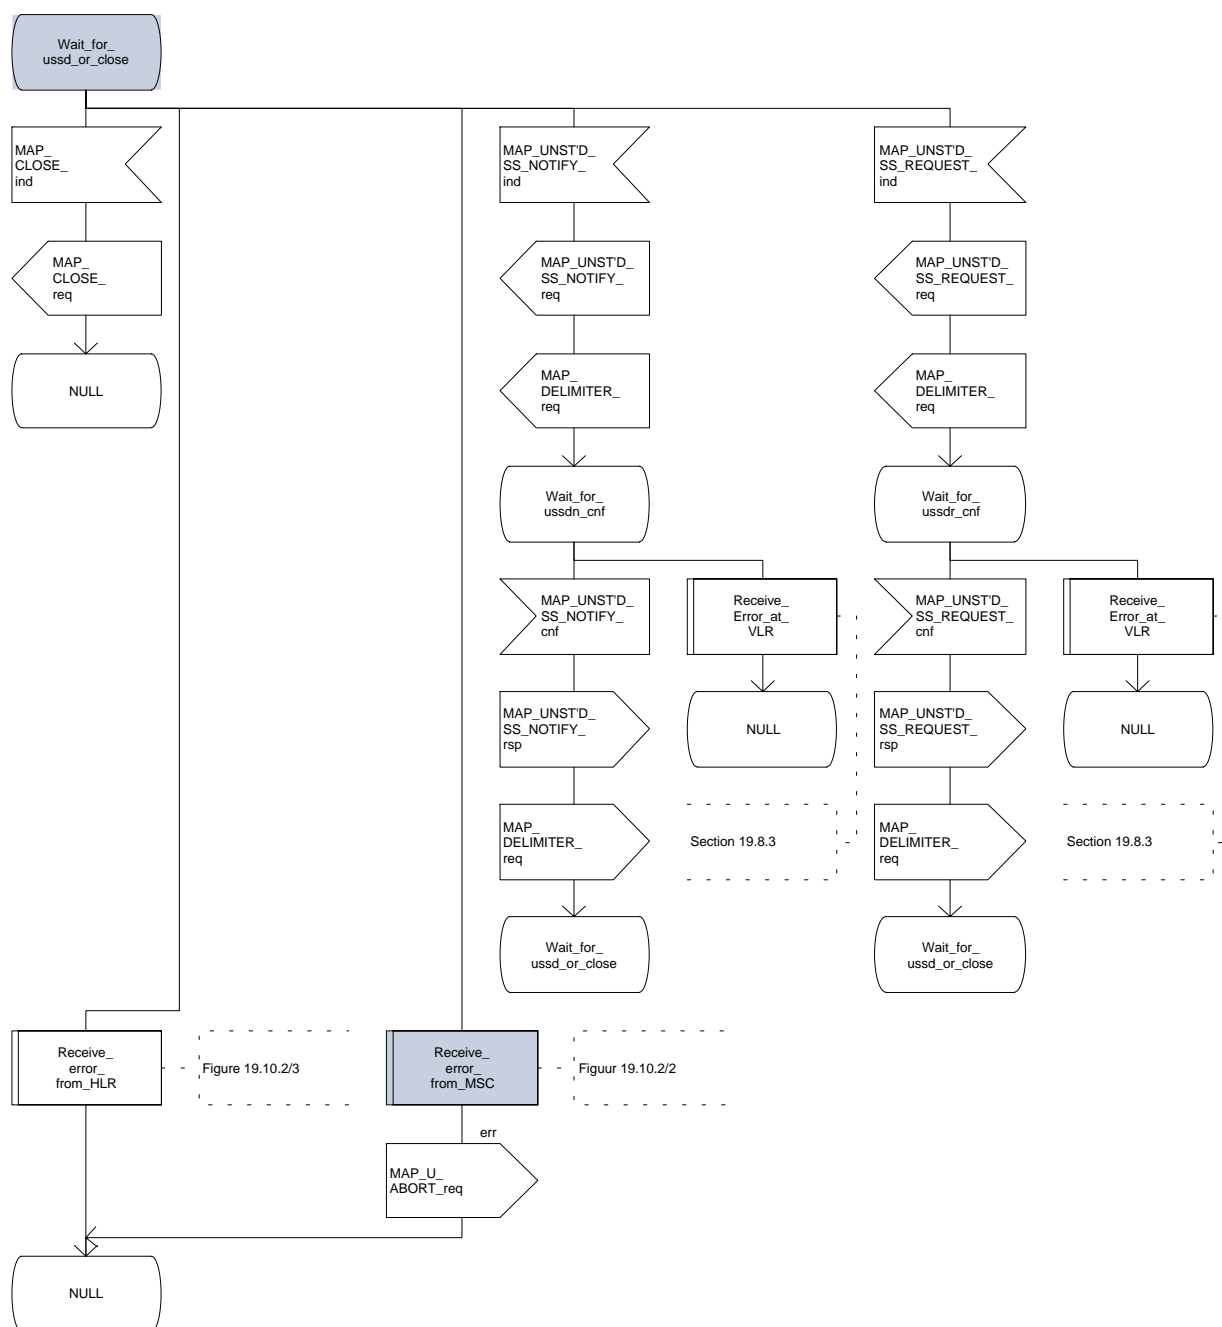 Wait_for_
ussd_or_close
MAP_
CLOSE_
ind
MAP_UNST'D_
SS_NOTIFY_
ind
MAP_UNST'D_
SS_REQUEST_
ind
MAP_
CLOSE_
req
MAP_UNST'D_
SS_NOTIFY_
req
MAP_UNST'D_
SS_REQUEST_
req
NULL
MAP_
DELIMITER_
req
MAP_
DELIMITER_
req
Wait_for_
ussdn_cnf
Wait_for_
ussdr_cnf
MAP_UNST'D_
SS_NOTIFY_
cnf
Receive_
Error_at_
VLR
MAP_UNST'D_
SS_REQUEST_
cnf
Receive_
Error_at_
VLR
MAP_UNST'D_
SS_NOTIFY_
rsp
NULL
MAP_UNST'D_
SS_REQUEST_
rsp
NULL
MAP_
DELIMITER_
req
Section 19.8.3
MAP_
DELIMITER_
req
Section 19.8.3
Wait_for_
ussd_or_close
Wait_for_
ussd_or_close
Receive_
error_
from_HLR
Figure 19.10.2/3
Receive_
error_
from_MSC
Figuur 19.10.2/2
err
MAP_U_
ABORT_req
NULL